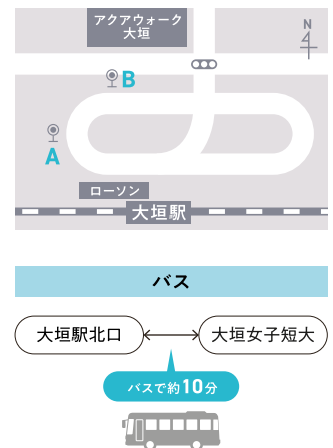 アクアウォーク
大垣
N
B
A
ローソン
大垣駅
バス
大垣駅北口
大垣女子短大
バスで約10分